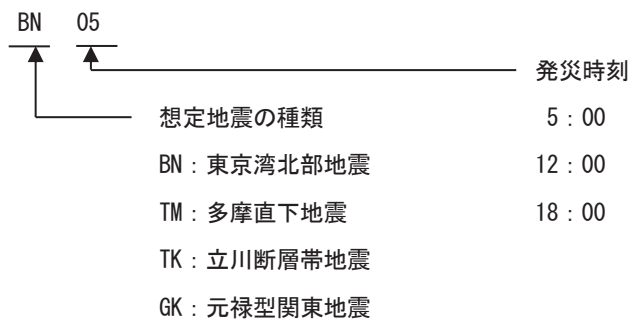 BN 05
発災時刻
想定地震の種類 5：00
BN：東京湾北部地震 12：00
TM：多摩直下地震 18：00
TK：立川断層帯地震
GK：元禄型関東地震